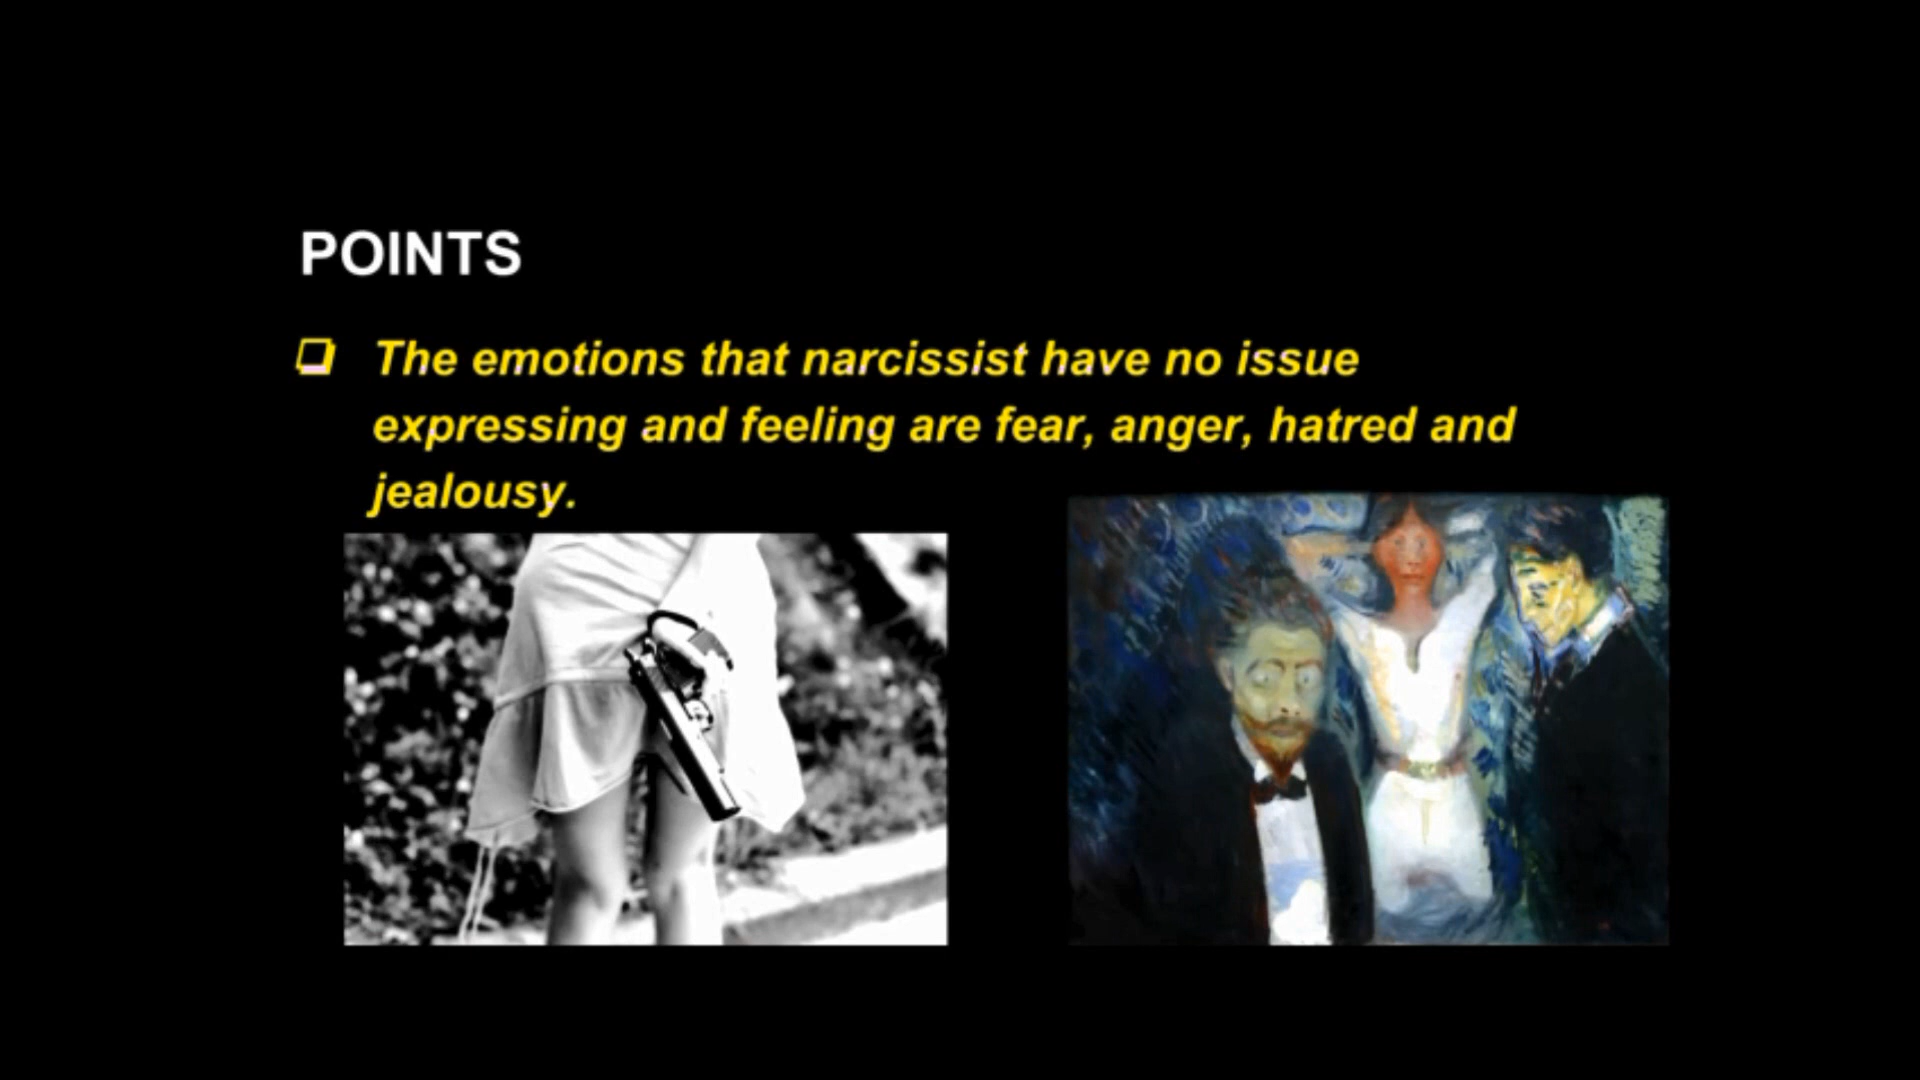 POINTS
The emotions that narcissist have no issue
expressing and feeling are fear, anger, hatred and
jealousy.